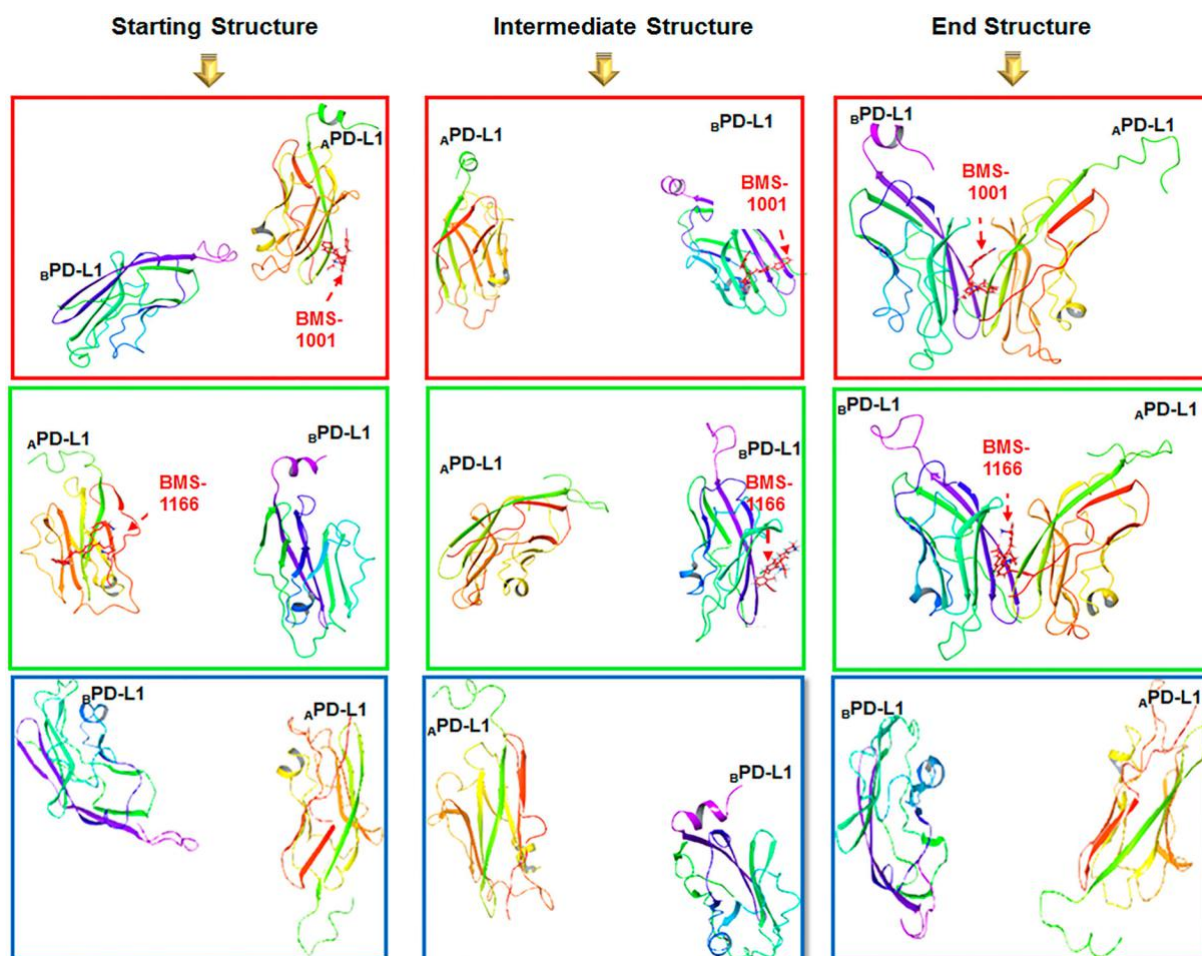 Starting Structure
Intermediate Structure
End Structure
APD-L1
BPD-L1
BMS-
1001
APD-L1
BPD-L1
BMS-
1001
BPD-L1
APD-L1
BMS-
1001
APD-L1
BPD-L1
BMS-
1166
APD-L1
BPD-L1
BMS-
1166
BPD-L1
APD-L1
BMS-
1166
BPD-L1
APD-L1
APD-L1
BPD-L1
BPD-L1
APD-L1